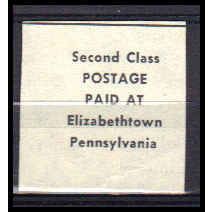 Second Class
POSTAGE
PAID AT
Elizabethtown
Pennsylvania